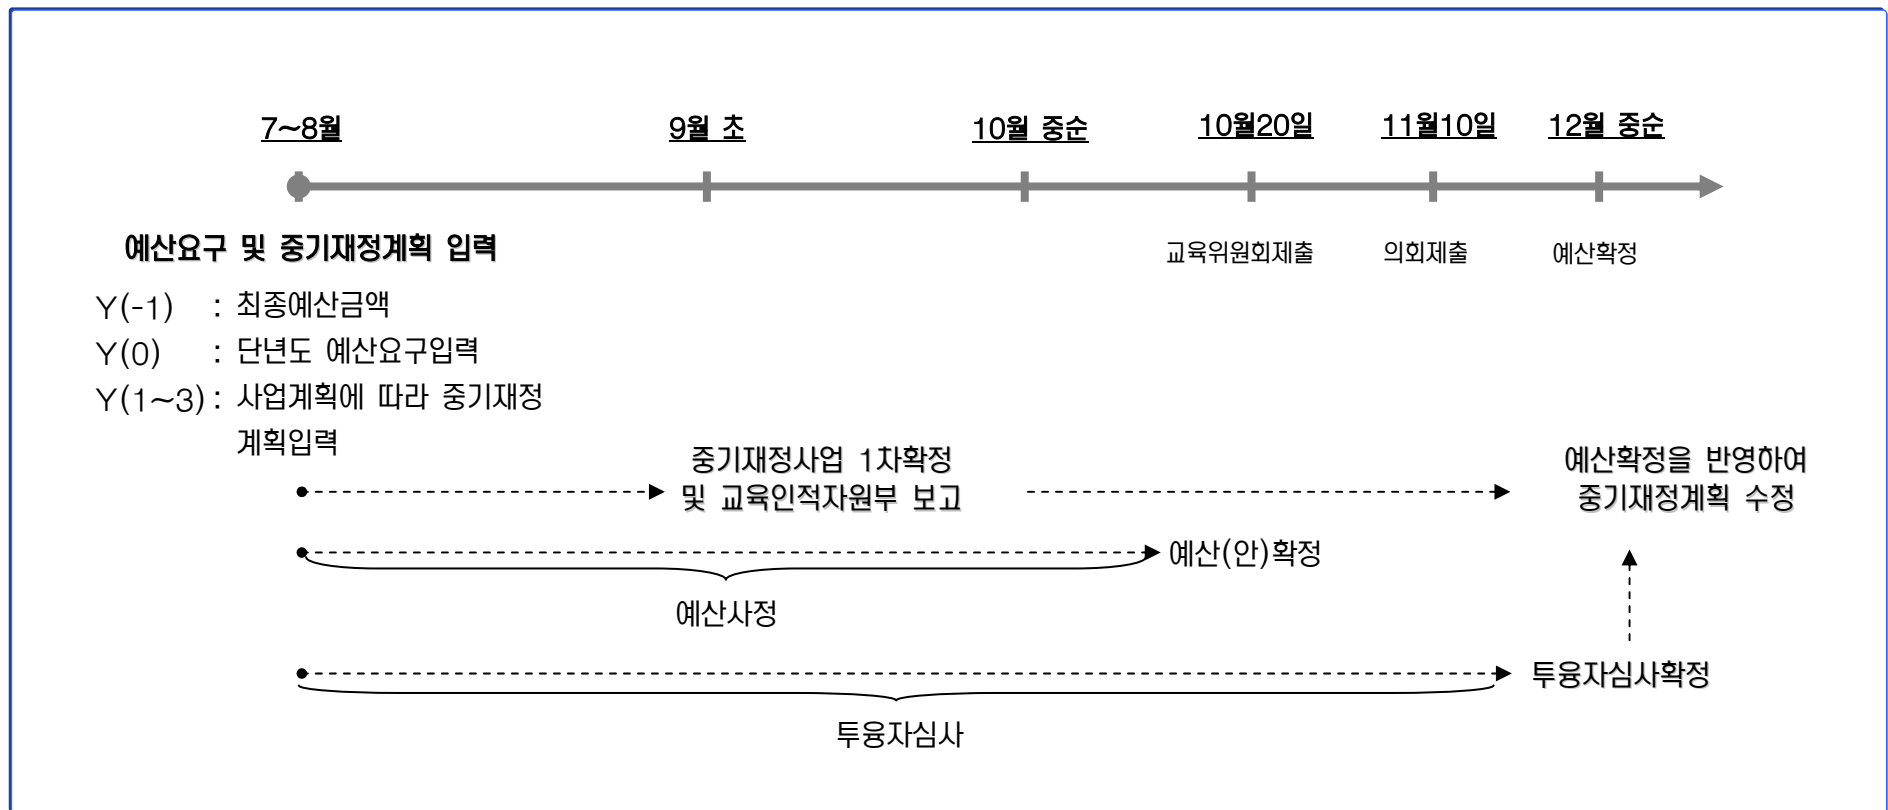 7~8월
9월 초
10월 중순
10월20일
11월10일
12월 중순
예산요구 및 중기재정계획 입력
교육위원회제출
의회제출
예산확정
Y(-1) : 최종예산금액
Y(0) : 단년도 예산요구입력
Y(1~3) : 사업계획에 따라 중기재정
계획입력
중기재정사업 1차확정
및 교육인적자원부 보고
예산확정을 반영하여
중기재정계획 수정
예산(안)확정
예산사정
투융자심사확정
투융자심사